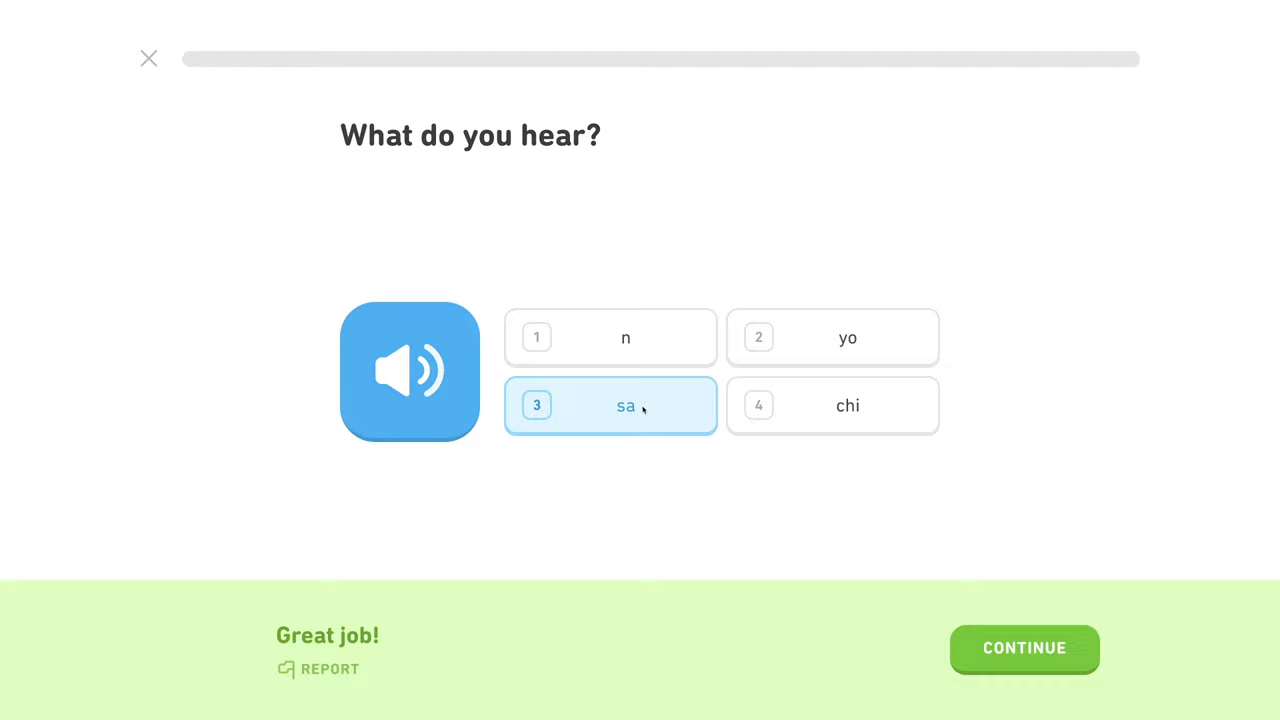 What do you hear?
1 n
2 yo
3 sa
4 chi
Great job!
REPORT
CONTINUE